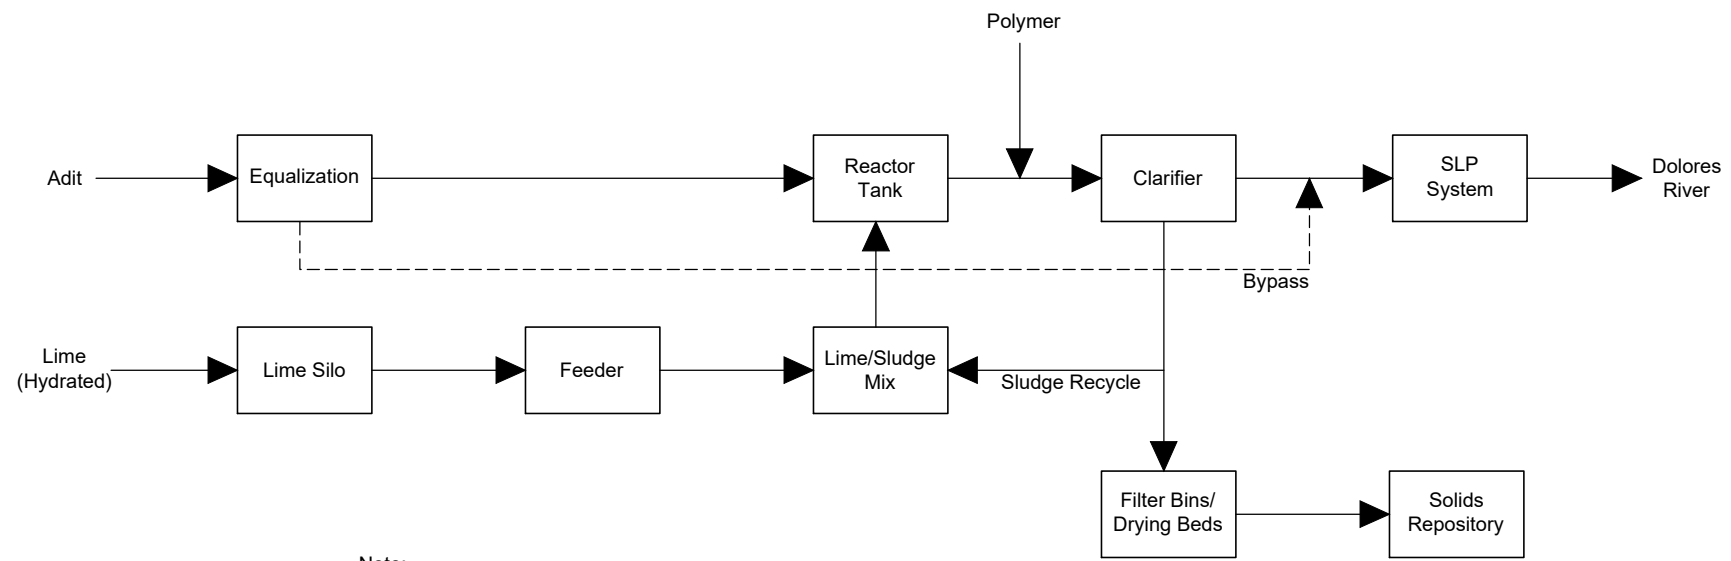 Polymer
Adit
Equalization
Reactor
Tank
Clarifier
SLP
System
Dolores
River
Bypass
Lime
(Hydrated)
Lime Silo
Feeder
Lime/Sludge
Mix
Sludge Recycle
Filter Bins/
Drying Beds
Solids
Repository